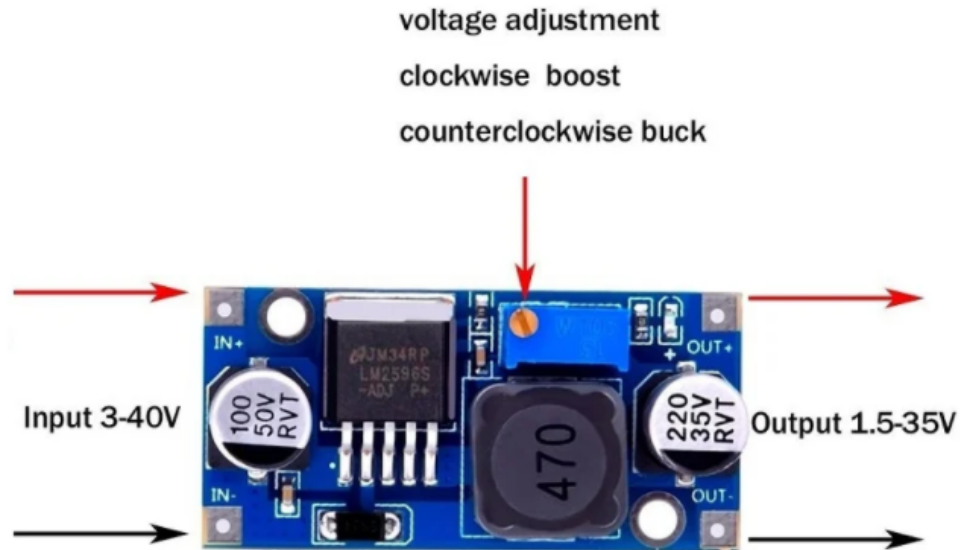 voltage adjustment
clockwise boost
counterclockwise buck
IN+
JM34RP
LM2596S
-ADJ P+
+
OUT+
Input 3-40V
100
50V
RVT
470
220
35V
RVT
Output 1.5-35V
IN-
OUT-